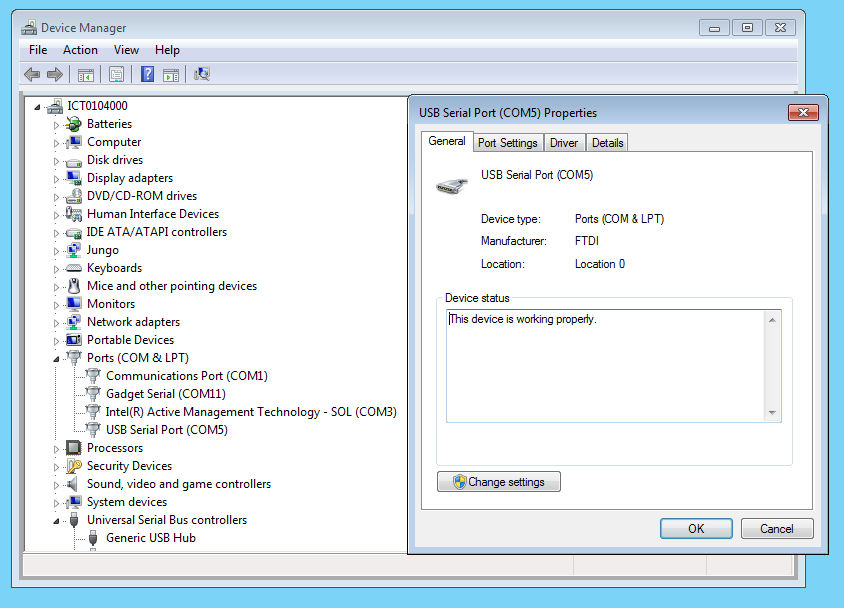 Device Manager
File Action View Help
ICT0104000
Batteries
Computer
Disk drives
Display adapters
DVD/CD-ROM drives
Human Interface Devices
IDE ATA/ATAPI controllers
Jungo
Keyboards
Mice and other pointing devices
Monitors
Network adapters
Portable Devices
Ports (COM & LPT)
Communications Port (COM1)
Gadget Serial (COM11)
Intel(R) Active Management Technology - SOL (COM3)
USB Serial Port (COM5)
Processors
Security Devices
Sound, video and game controllers
System devices
Universal Serial Bus controllers
Generic USB Hub
USB Serial Port (COM5) Properties
General Port Settings Driver Details
USB Serial Port (COM5)
Device type: Ports (COM & LPT)
Manufacturer: FTDI
Location: Location 0
Device status
This device is working properly.
Change settings
OK Cancel